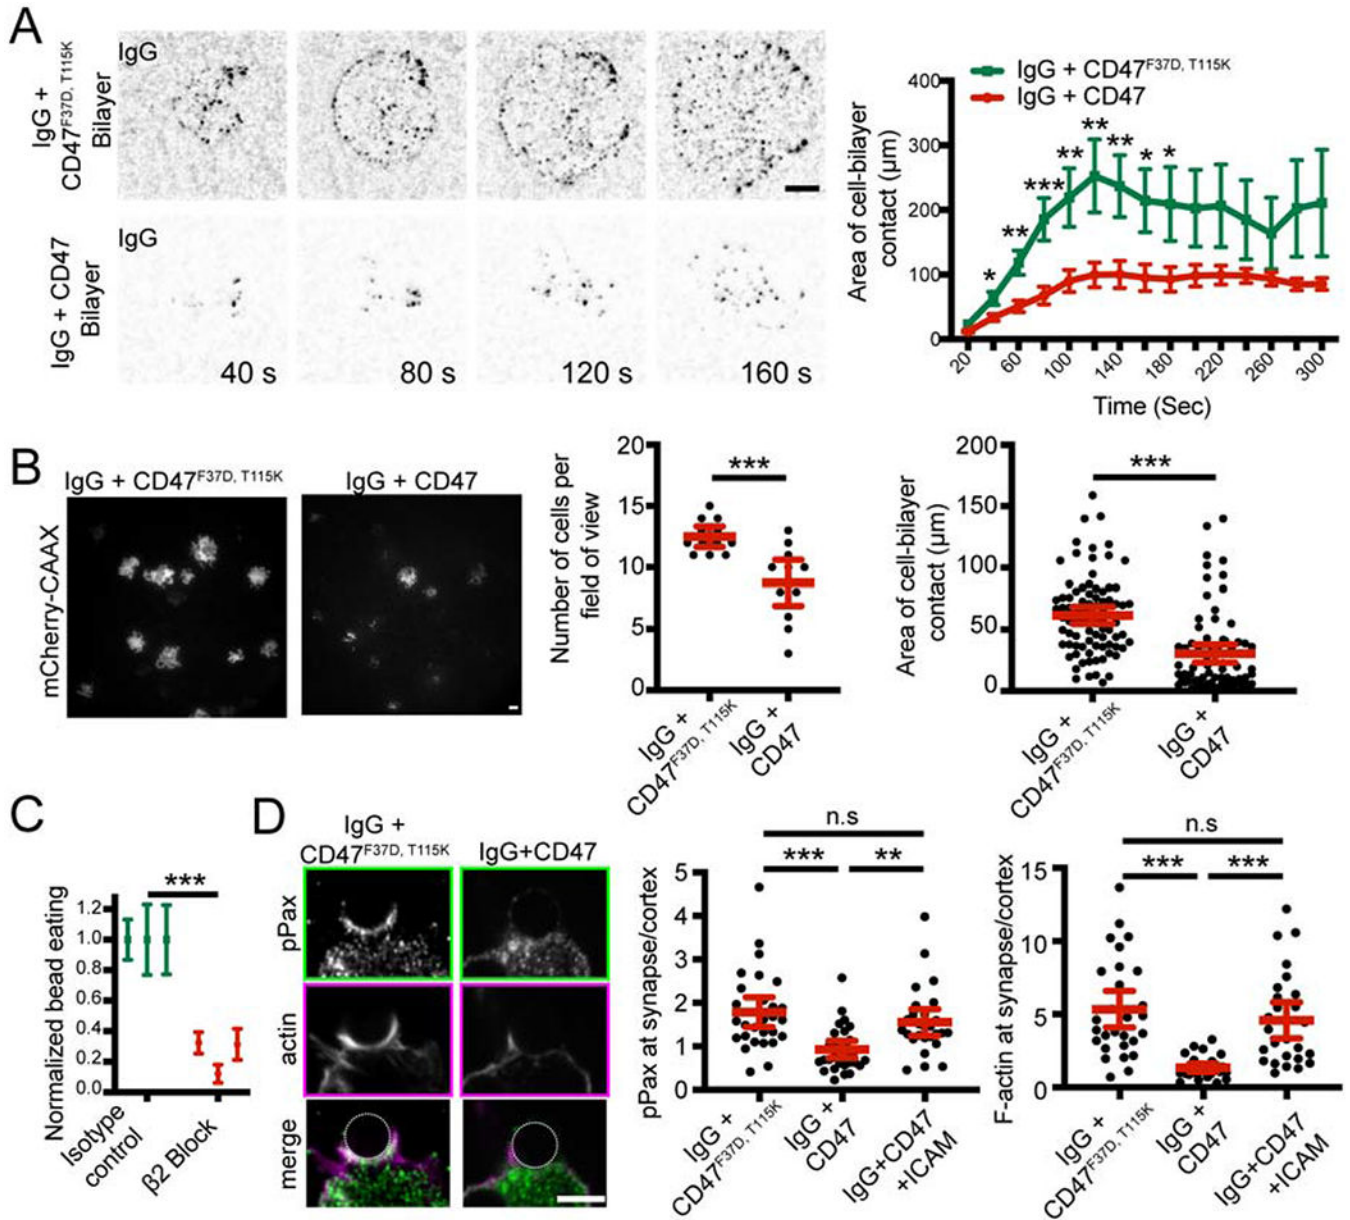 A
IgG +
CD47F37D, T115K
Bilayer
IgG
IgG + CD47
Bilayer
IgG
40 s
80 s
120 s
160 s
IgG + CD47F37D, T115K
IgG + CD47
Area of cell-bilayer
contact (μm)
400
300
200
100
0
*
**
***
**
**
**
*
*
20
60
100
140
180
220
260
300
Time (Sec)
B
IgG + CD47F37D, T115K
IgG + CD47
mCherry-CAAX
Number of cells per
field of view
20
15
10
5
0
***
IgG +
CD47F37D, T115K
IgG +
CD47
Area of cell-bilayer
contact (μm)
200
150
100
50
0
***
IgG +
CD47F37D, T115K
IgG +
CD47
C
Normalized bead eating
1.2
1.0
0.8
0.6
0.4
0.2
0.0
***
Isotype
control
β2 Block
D
IgG +
CD47F37D, T115K
IgG+CD47
pPax
actin
merge
pPax at synapse/cortex
5
4
3
2
1
0
n.s
***
**
IgG +
CD47F37D, T115K
IgG +
CD47
IgG+CD47
+ICAM
F-actin at synapse/cortex
15
10
5
0
n.s
***
***
IgG +
CD47F37D, T115K
IgG +
CD47
IgG+CD47
+ICAM